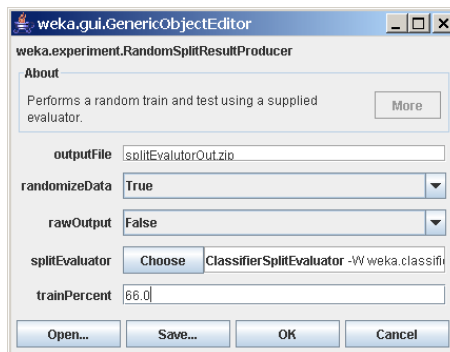 weka.gui.GenericObjectEditor
weka.experiment.RandomSplitResultProducer
About
Performs a random train and test using a supplied
evaluator.
More
outputFile splitEvalutorOut.zip
randomizeData True
rawOutput False
splitEvaluator Choose ClassifierSplitEvaluator -W weka.classifi
trainPercent 66.0
Open... Save... OK Cancel